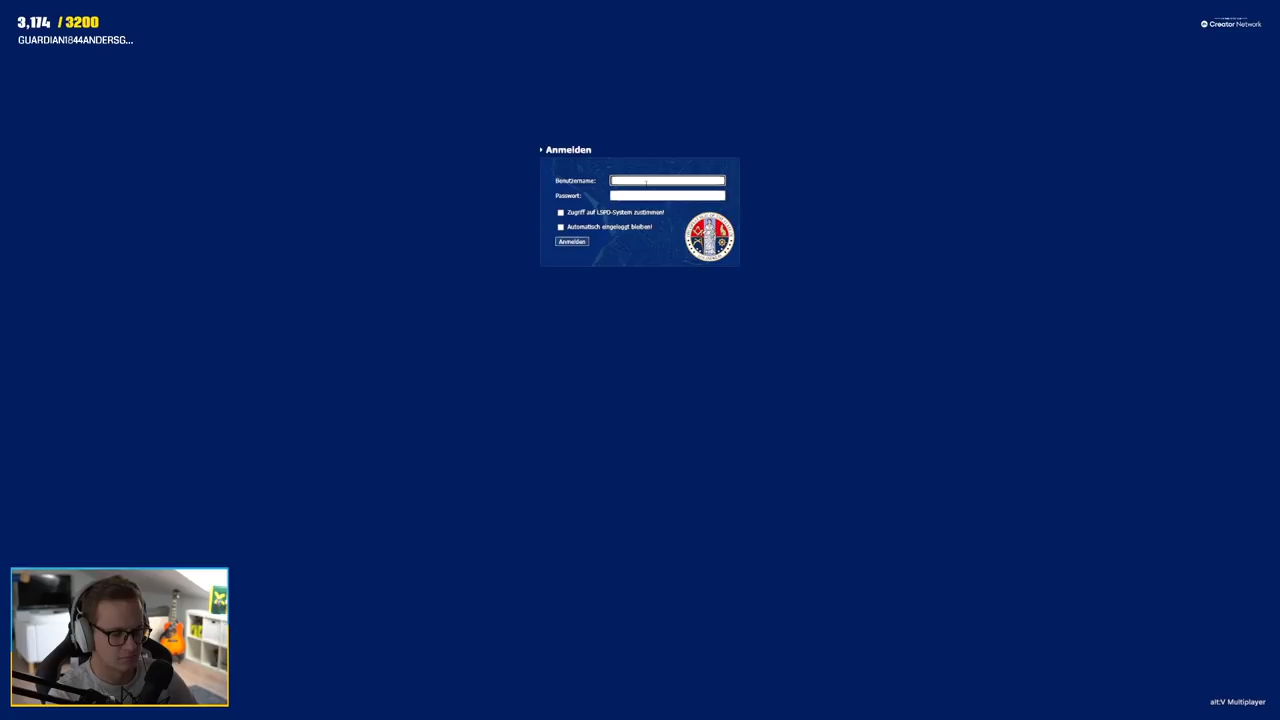 3,174 / 3200
GUARDIAN1844ANDERSG...
Creator Network
Anmelden
Benutzername:
Passwort:
Zugriff auf LSPD-System zustimmen!
Automatisch eingeloggt bleiben!
Anmelden
alt:V Multiplayer